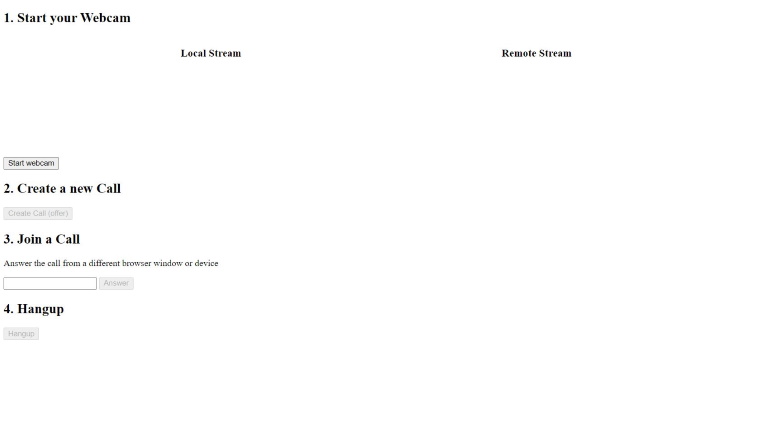 1. Start your Webcam
Local Stream
Remote Stream
Start webcam
2. Create a new Call
Create Call (offer)
3. Join a Call
Answer the call from a different browser window or device
Answer
4. Hangup
Hangup